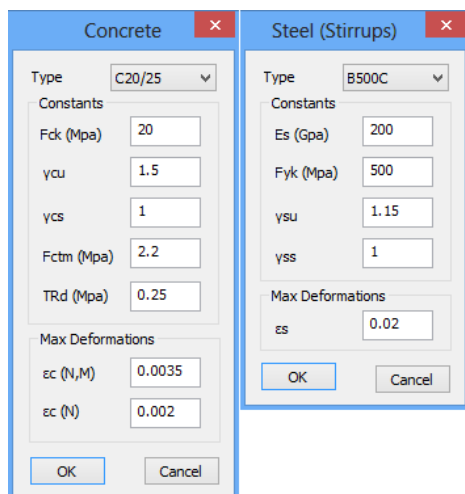 Concrete
Type C20/25
Constants
Fck (Mpa) 20
γcu 1.5
γcs 1
Fctm (Mpa) 2.2
TRd (Mpa) 0.25
Max Deformations
εc (N,M) 0.0035
εc (N) 0.002
OK Cancel
Steel (Stirrups)
Type B500C
Constants
Es (Gpa) 200
Fyk (Mpa) 500
γsu 1.15
γss 1
Max Deformations
εs 0.02
OK Cancel